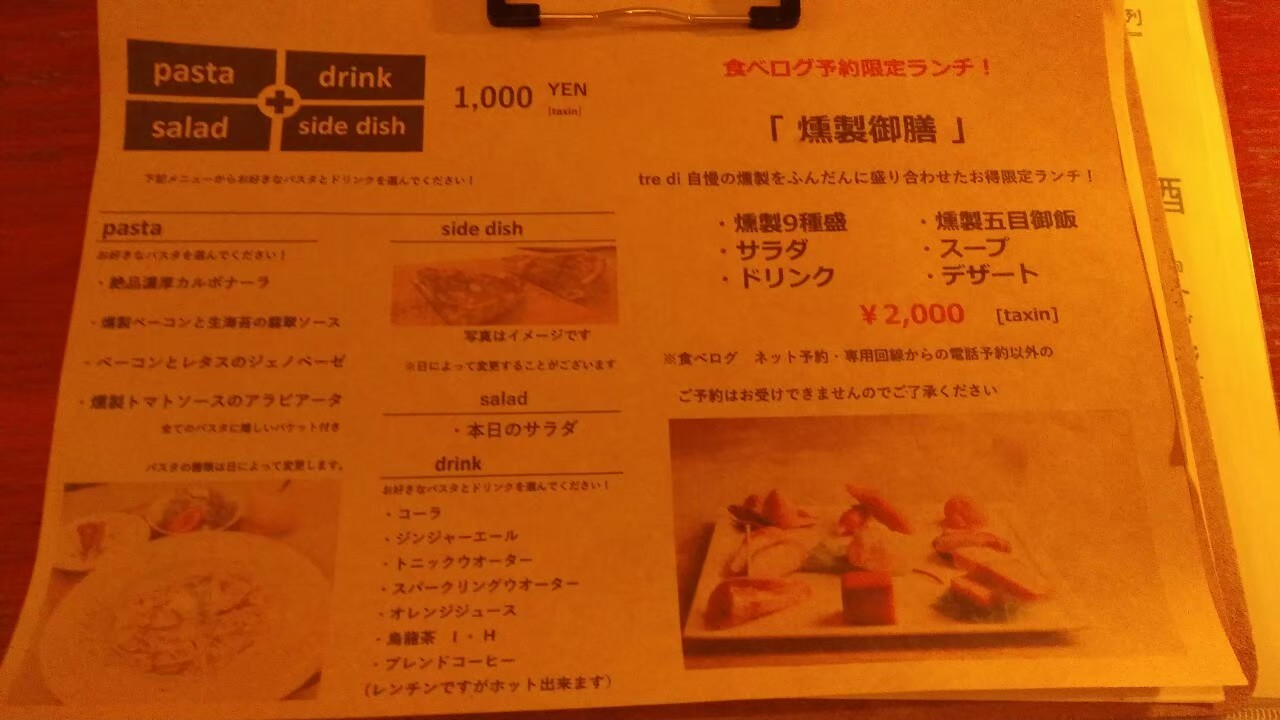 pasta
drink
salad
side dish
1,000 YEN
[taxin]
下記メニューからお好きなパスタとドリンクを選んでください！
pasta
お好きなパスタを選んでください！
・絶品濃厚カルボナーラ
・燻製ベーコンと生海苔の翡翠ソース
・ベーコンとレタスのジェノベーゼ
・燻製トマトソースのアラビアータ
全てのパスタに嬉しいバケット付き
パスタの種類は日によって変更します。
side dish
写真はイメージです
※日によって変更することがございます
salad
・本日のサラダ
drink
お好きなパスタとドリンクを選んでください！
・コーラ
・ジンジャーエール
・トニックウオーター
・スパークリングウオーター
・オレンジジュース
・烏龍茶 I・H
・ブレンドコーヒー
(レンチンですがホット出来ます)
食べログ予約限定ランチ！
「 燻製御膳 」
tre di 自慢の燻製をふんだんに盛り合わせたお得限定ランチ！
・燻製9種盛 ・燻製五目御飯
・サラダ ・スープ
・ドリンク ・デザート
￥2,000 [taxin]
※食べログ ネット予約・専用回線からの電話予約以外の
ご予約はお受けできませんのでご了承ください
列